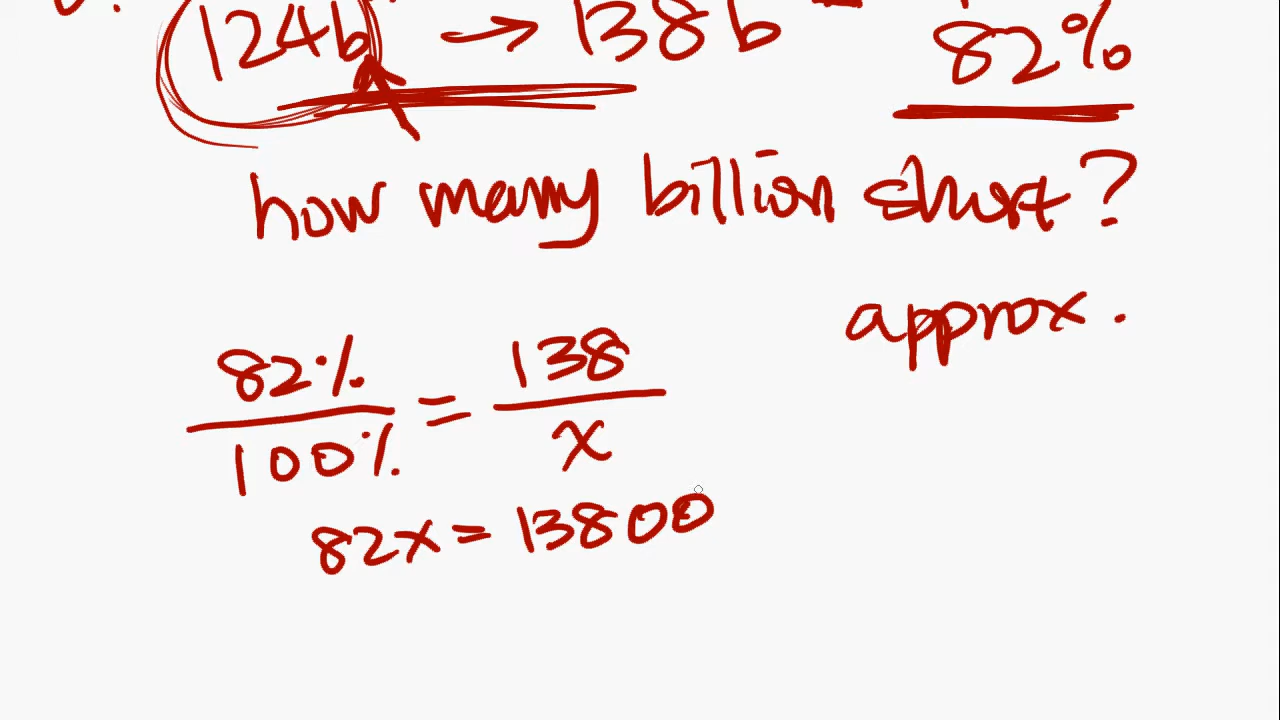 124b → 138b
82%
how many billion short?
approx.
82% / 100% = 138 / x
82x = 13800